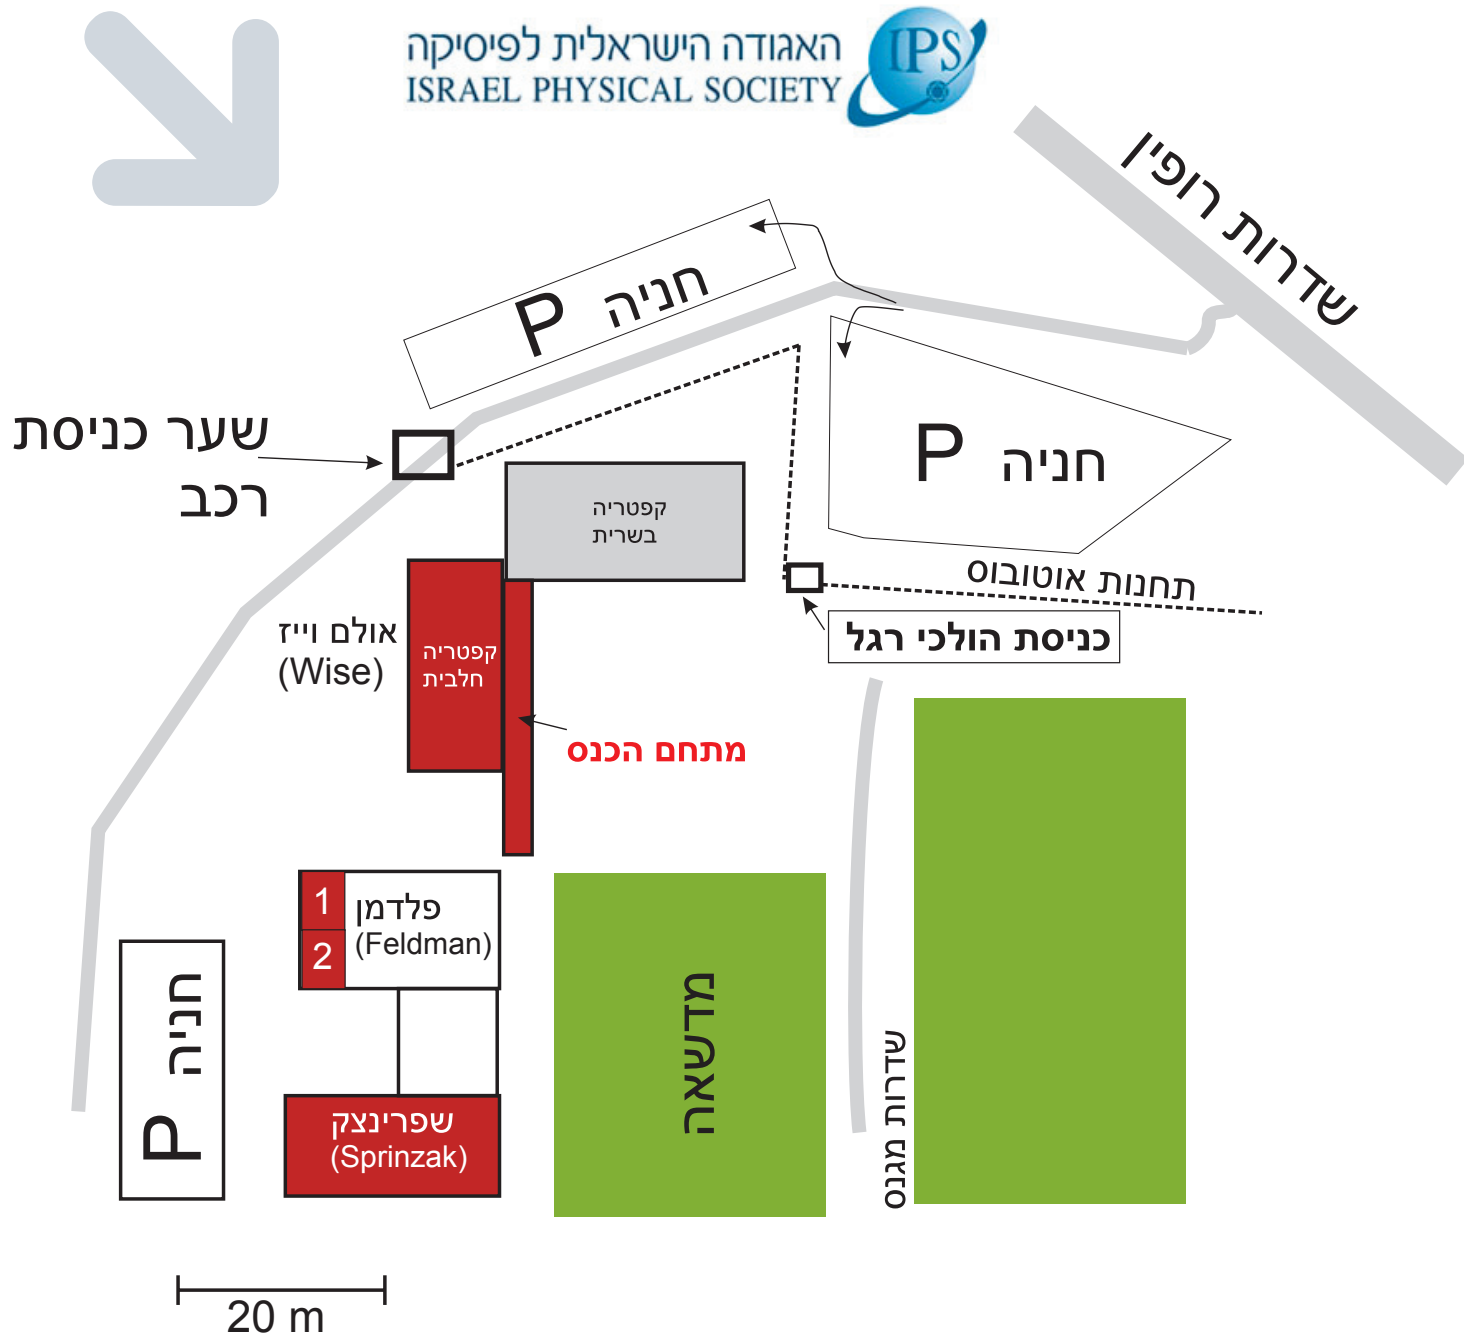 האגודה הישראלית לפיסיקה
ISRAEL PHYSICAL SOCIETY
IPS
שדרות רופין
חניה P
חניה P
שער כניסת
רכב
קפטריה
בשרית
תחנות אוטובוס
כניסת הולכי רגל
אולם וייז
(Wise)
קפטריה
חלבית
מתחם הכנס
1
2
פלדמן
(Feldman)
חניה P
מדשאה
שדרות מגנס
שפרינצק
(Sprinzak)
20 m